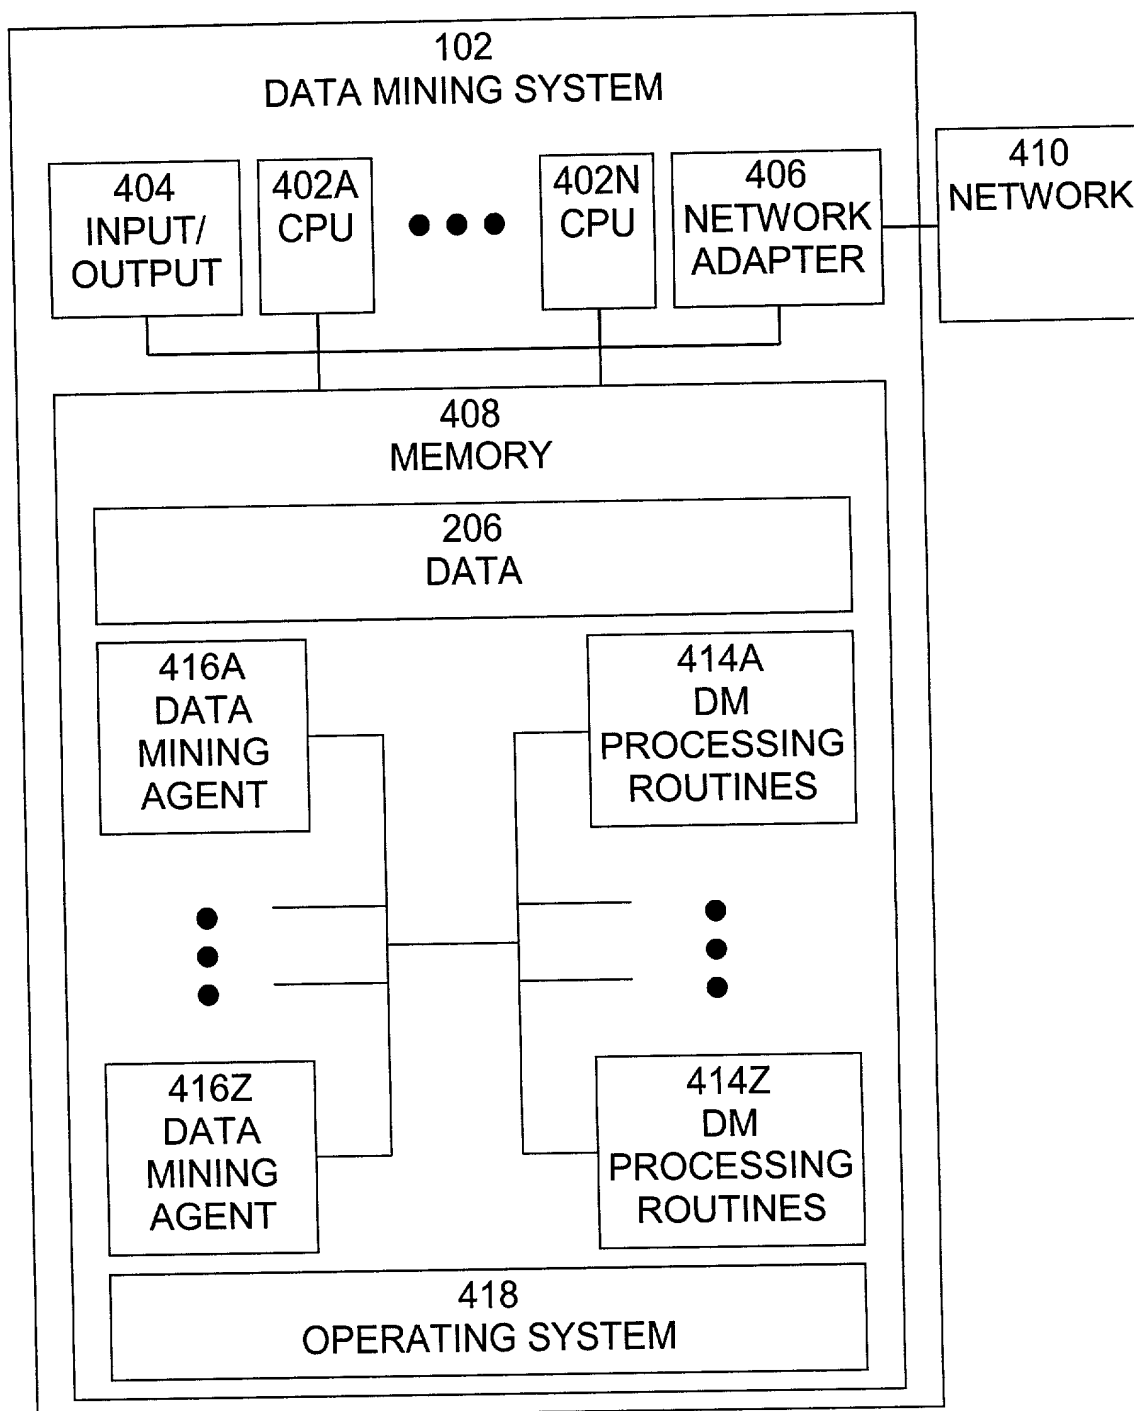 102
DATA MINING SYSTEM
404
INPUT/
OUTPUT
402A
CPU
402N
CPU
406
NETWORK
ADAPTER
410
NETWORK
408
MEMORY
206
DATA
416A
DATA
MINING
AGENT
414A
DM
PROCESSING
ROUTINES
416Z
DATA
MINING
AGENT
414Z
DM
PROCESSING
ROUTINES
418
OPERATING SYSTEM